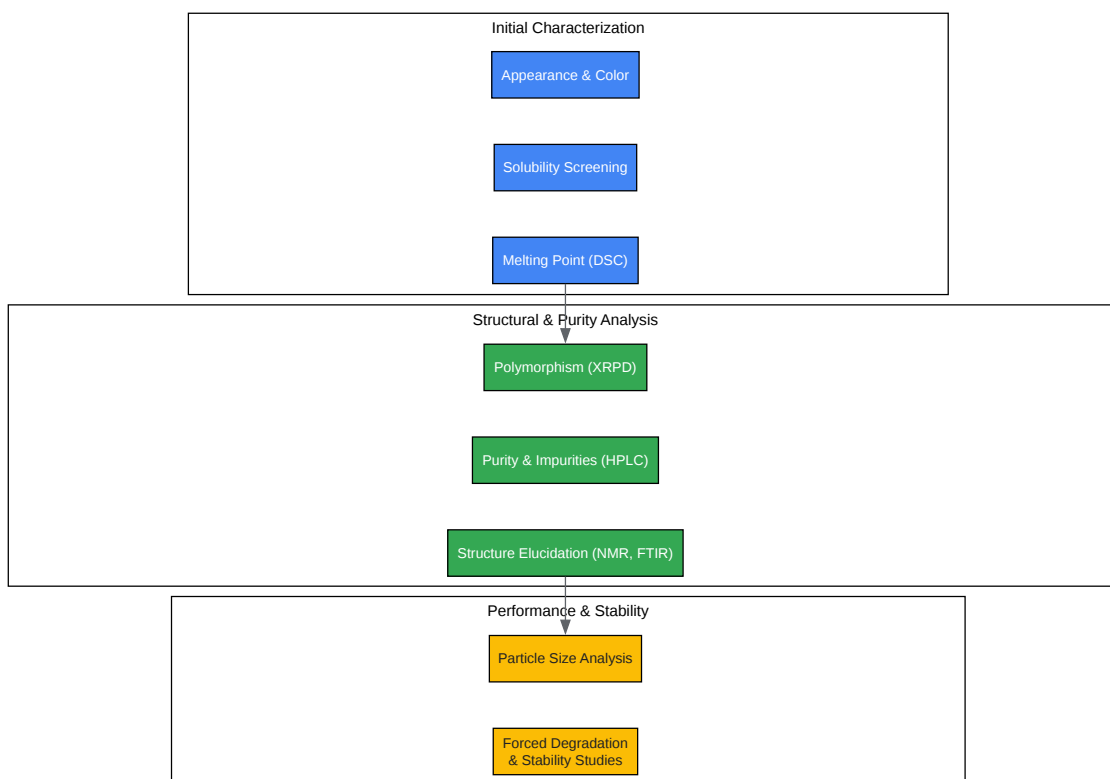 Initial Characterization
Appearance & Color
Solubility Screening
Melting Point (DSC)
Structural & Purity Analysis
Polymorphism (XRPD)
Purity & Impurities (HPLC)
Structure Elucidation (NMR, FTIR)
Performance & Stability
Particle Size Analysis
Forced Degradation
& Stability Studies